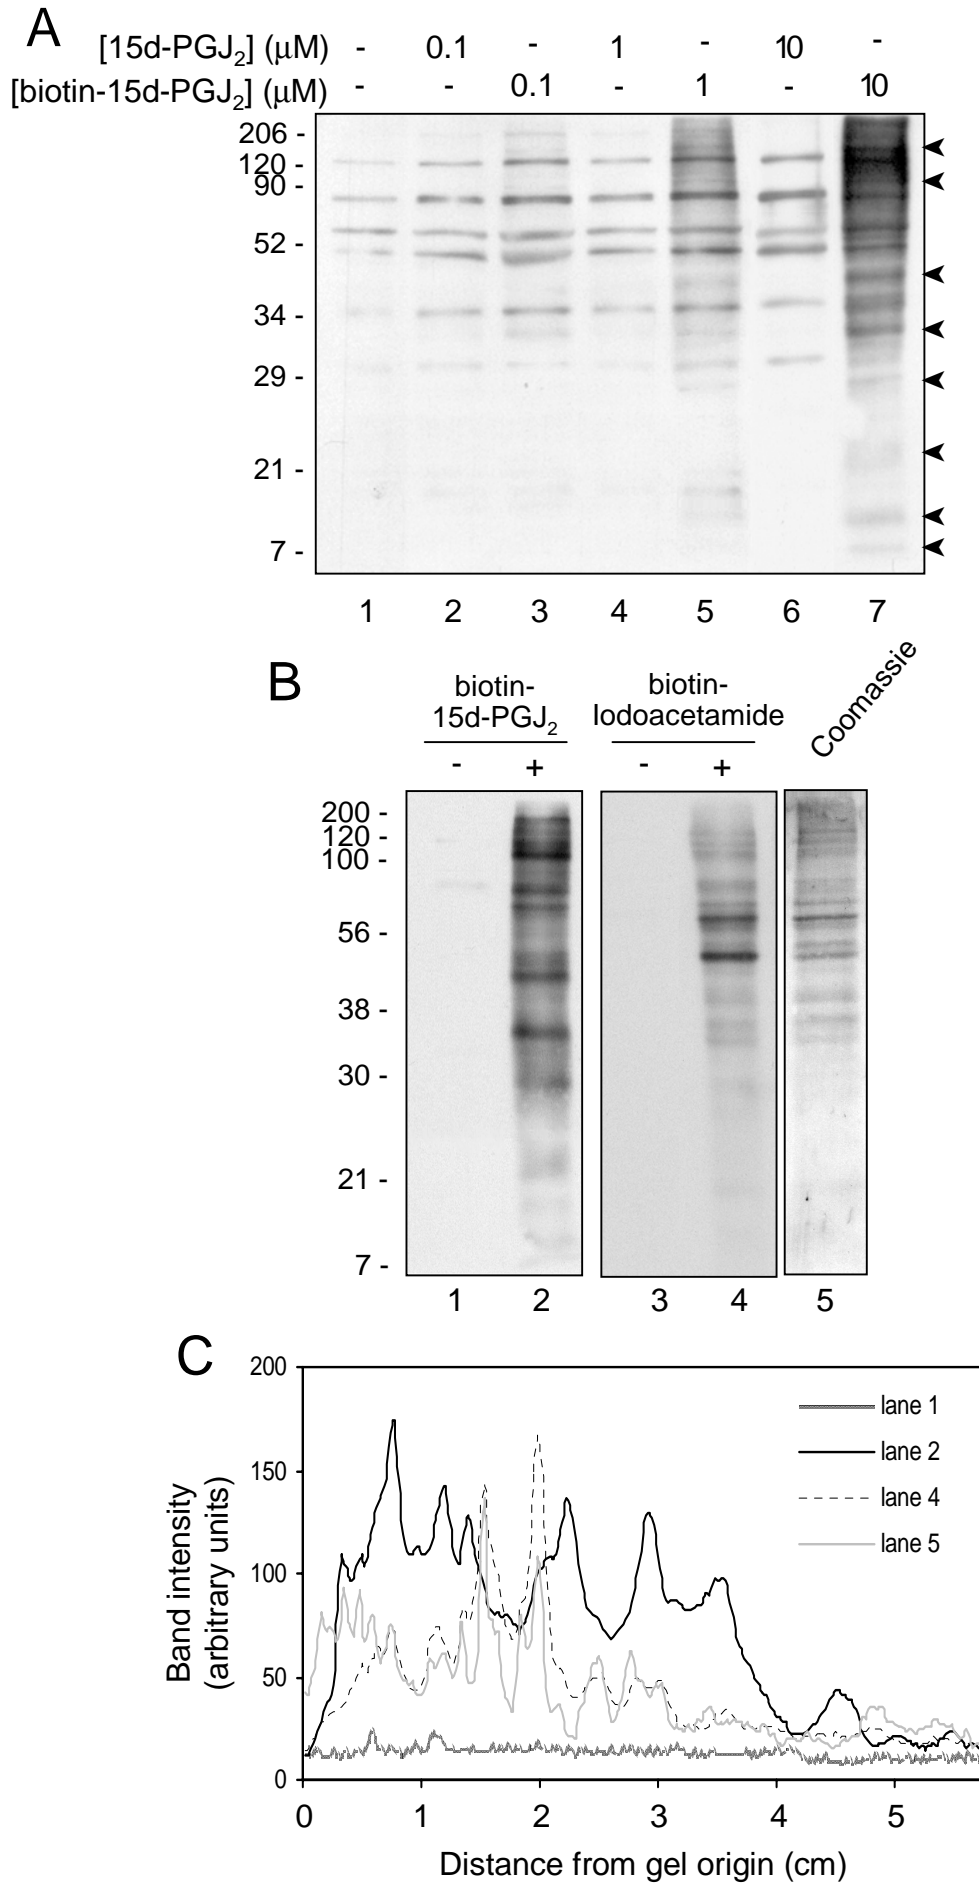 A
[15d-PGJ2] (μM) - 0.1 - 1 - 10 -
[biotin-15d-PGJ2] (μM) - - 0.1 - 1 - 10
206 -
120 -
90 -
52 -
34 -
29 -
21 -
7 -
1 2 3 4 5 6 7
B
biotin-
15d-PGJ2
biotin-
Iodoacetamide
Coomassie
- + - +
200 -
120 -
100 -
56 -
38 -
30 -
21 -
7 -
1 2 3 4 5
C
200
150
100
50
0
Band intensity
(arbitrary units)
lane 1
lane 2
lane 4
lane 5
0 1 2 3 4 5
Distance from gel origin (cm)